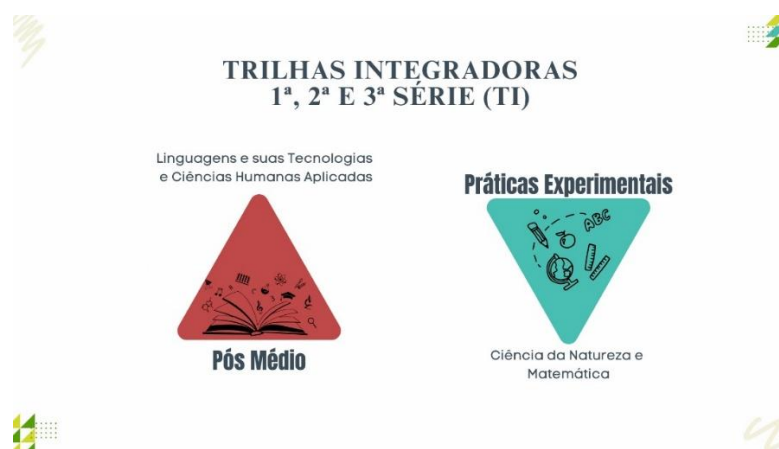 TRILHAS INTEGRADORAS
1ª, 2ª E 3ª SÉRIE (TI)
Linguagens e suas Tecnologias
e Ciências Humanas Aplicadas
Pós Médio
Práticas Experimentais
ABC
Ciência da Natureza e
Matemática